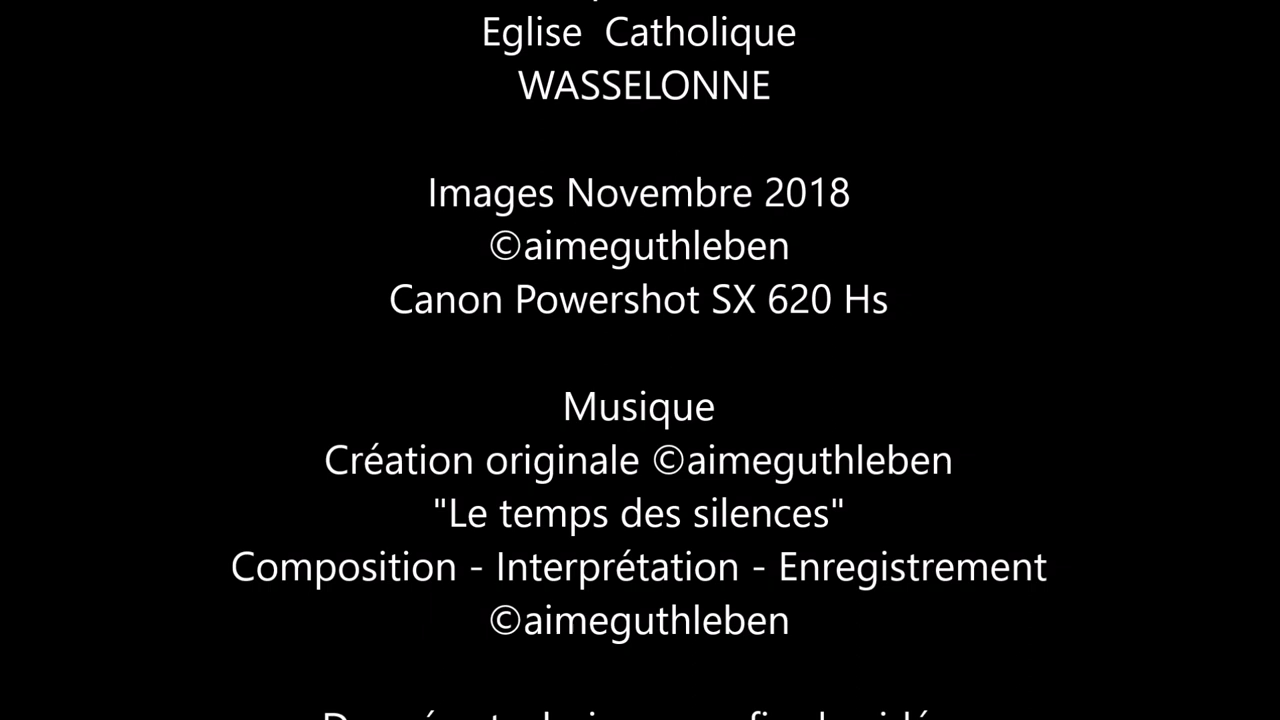 Eglise  Catholique
WASSELONNE
Images Novembre 2018
©aimeguthleben
Canon Powershot SX 620 Hs
Musique
Création originale ©aimeguthleben
"Le temps des silences"
Composition - Interprétation - Enregistrement
©aimeguthleben